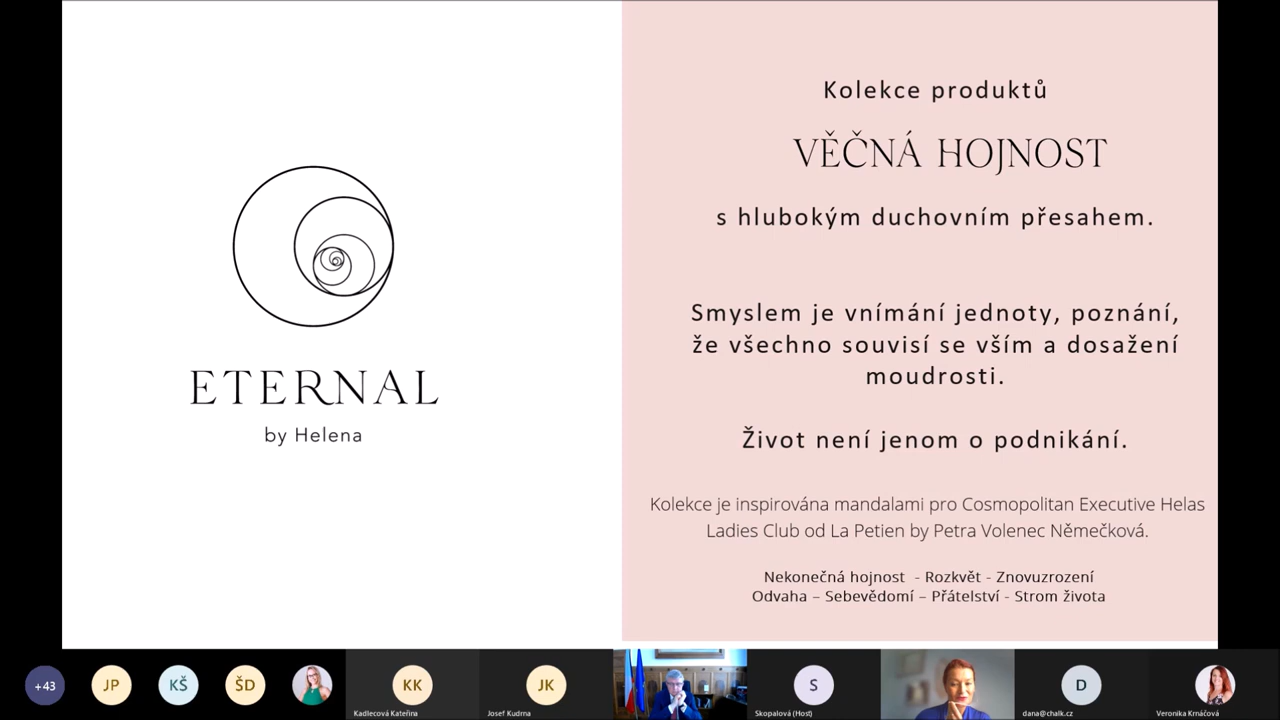 ETERNAL
by Helena
Kolekce produktů
VĚČNÁ HOJNOST
s hlubokým duchovním přesahem.
Smyslem je vnímání jednoty, poznání,
že všechno souvisí se vším a dosažení
moudrosti.
Život není jenom o podnikání.
Kolekce je inspirována mandalami pro Cosmopolitan Executive Helas
Ladies Club od La Petien by Petra Volenec Němečková.
Nekonečná hojnost - Rozkvět - Znovuzrození
Odvaha – Sebevědomí – Přátelství - Strom života
+43
JP
KŠ
ŠD
KK
Kadlecová Kateřina
JK
Josef Kudrna
S
Skopalová (Host)
D
dana@chalk.cz
Veronika Krnáčová